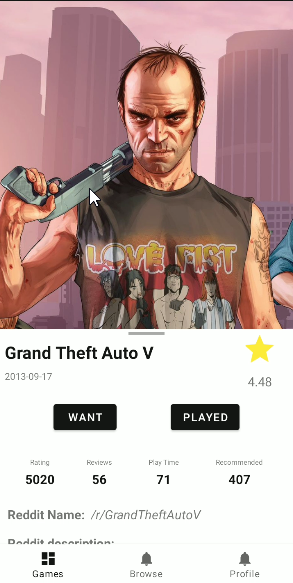 LOVE FIST
Grand Theft Auto V
2013-09-17
4.48
WANT
PLAYED
Rating
Reviews
Play Time
Recommended
5020
56
71
407
Reddit Name: /r/GrandTheftAutoV
Reddit description:
Games
Browse
Profile